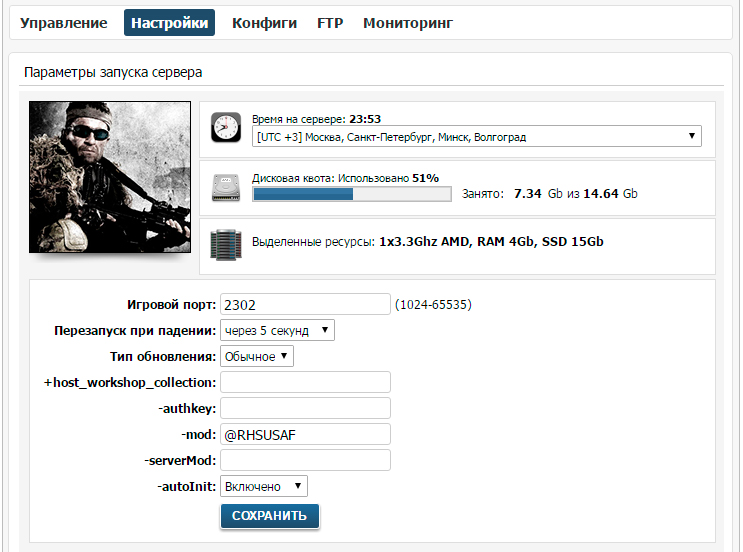 Управление Настройки Конфиги FTP Мониторинг
Параметры запуска сервера
Время на сервере: 23:53
[UTC +3] Москва, Санкт-Петербург, Минск, Волгоград
Дисковая квота: Использовано 51%
Занято: 7.34 Gb из 14.64 Gb
Выделенные ресурсы: 1x3.3Ghz AMD, RAM 4Gb, SSD 15Gb
Игровой порт: 2302 (1024-65535)
Перезапуск при падении: через 5 секунд
Тип обновления: Обычное
+host_workshop_collection:
-authkey:
-mod: @RHSUSAF
-serverMod:
-autoInit: Включено
СОХРАНИТЬ